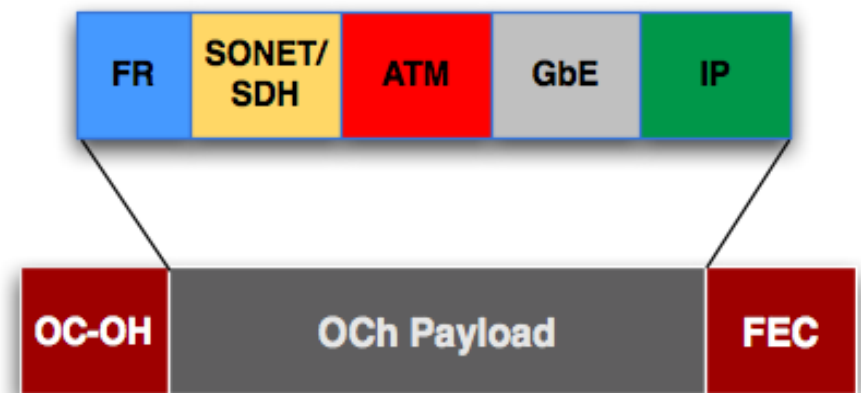 FR
SONET/
SDH
ATM
GbE
IP
OC-OH
OCh Payload
FEC